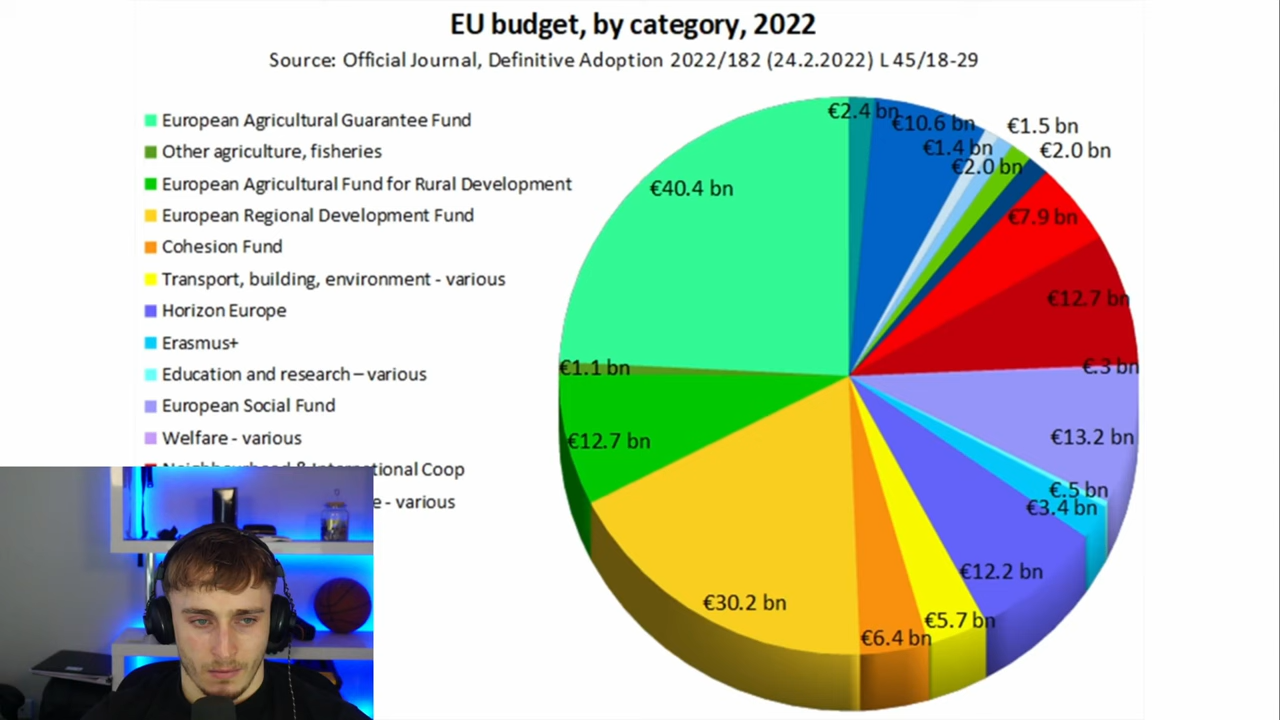 EU budget, by category, 2022
Source: Official Journal, Definitive Adoption 2022/182 (24.2.2022) L 45/18-29
European Agricultural Guarantee Fund
Other agriculture, fisheries
European Agricultural Fund for Rural Development
European Regional Development Fund
Cohesion Fund
Transport, building, environment - various
Horizon Europe
Erasmus+
Education and research – various
European Social Fund
Welfare - various
Neighbourhood & International Coop
e - various
€2.4 bn
€10.6 bn
€1.4 bn
€2.0 bn
€1.5 bn
€2.0 bn
€7.9 bn
€12.7 bn
€.3 bn
€13.2 bn
€.5 bn
€3.4 bn
€12.2 bn
€5.7 bn
€6.4 bn
€30.2 bn
€12.7 bn
€1.1 bn
€40.4 bn